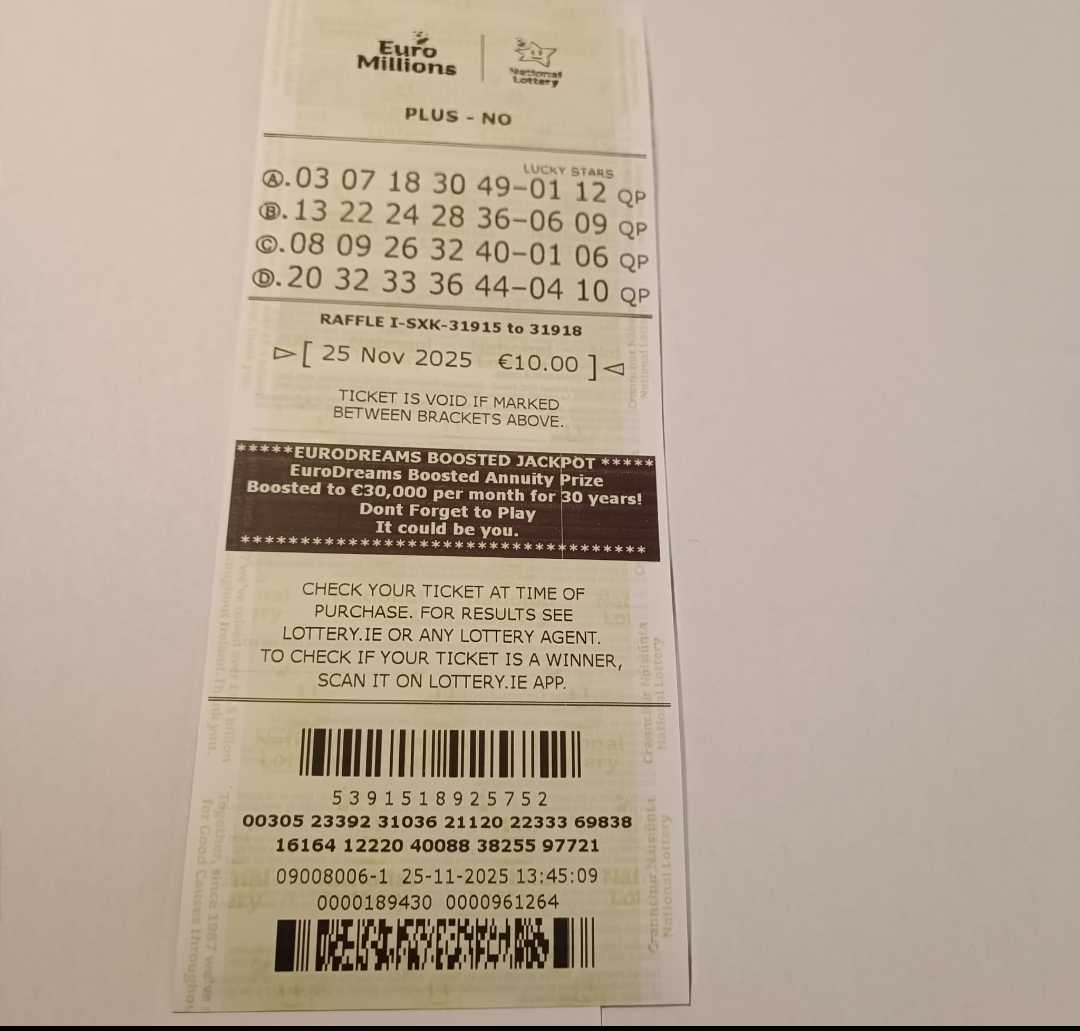 Euro
Millions
National
Lottery
PLUS - NO
LUCKY STARS
Ⓐ.03 07 18 30 49-01 12 QP
Ⓑ.13 22 24 28 36-06 09 QP
Ⓒ.08 09 26 32 40-01 06 QP
Ⓓ.20 32 33 36 44-04 10 QP
RAFFLE I-SXK-31915 to 31918
▻[ 25 Nov 2025 €10.00 ]◅
TICKET IS VOID IF MARKED
BETWEEN BRACKETS ABOVE.
*****EURODREAMS BOOSTED JACKPOT *****
EuroDreams Boosted Annuity Prize
Boosted to €30,000 per month for 30 years!
Dont Forget to Play
It could be you.
***********************************
CHECK YOUR TICKET AT TIME OF
PURCHASE. FOR RESULTS SEE
LOTTERY.IE OR ANY LOTTERY AGENT.
TO CHECK IF YOUR TICKET IS A WINNER,
SCAN IT ON LOTTERY.IE APP.
5391518925752
00305 23392 31036 21120 22333 69838
16164 12220 40088 38255 97721
09008006-1 25-11-2025 13:45:09
0000189430 0000961264
Crannchur Náisiúnta
National Lottery